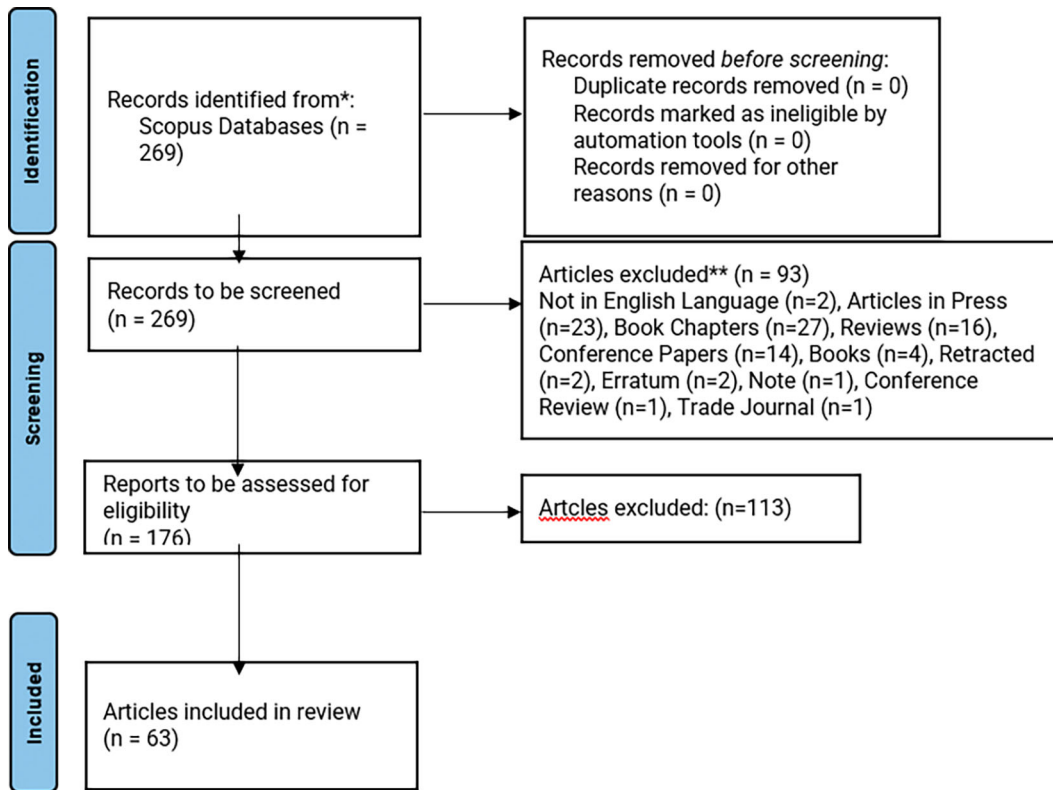 Identification
Records identified from*:
Scopus Databases (n =
269)
Records removed before screening:
Duplicate records removed (n = 0)
Records marked as ineligible by
automation tools (n = 0)
Records removed for other
reasons (n = 0)
Screening
Records to be screened
(n = 269)
Articles excluded** (n = 93)
Not in English Language (n=2), Articles in Press
(n=23), Book Chapters (n=27), Reviews (n=16),
Conference Papers (n=14), Books (n=4), Retracted
(n=2), Erratum (n=2), Note (n=1), Conference
Review (n=1), Trade Journal (n=1)
Reports to be assessed for
eligibility
(n = 176)
Artcles excluded: (n=113)
Included
Articles included in review
(n = 63)